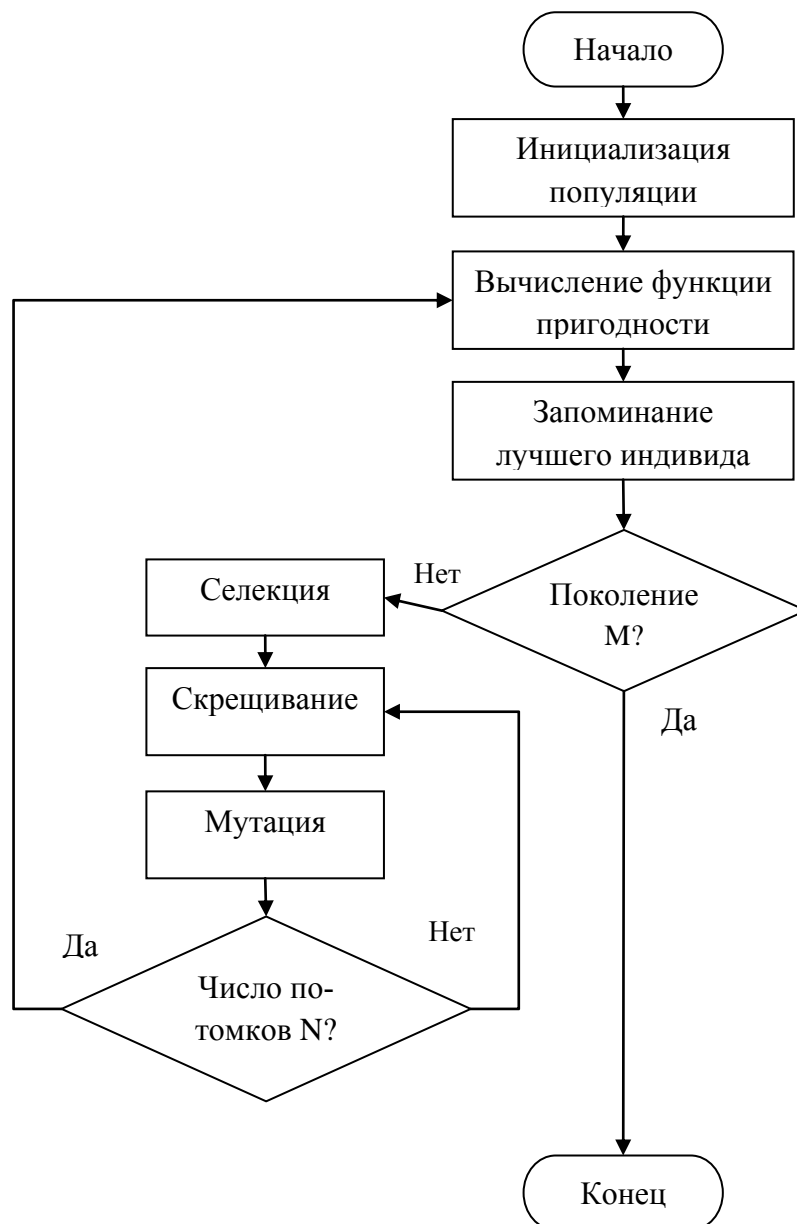 Начало
Инициализация
популяции
Вычисление функции
пригодности
Запоминание
лучшего индивида
Поколение
М?
Нет
Да
Селекция
Скрещивание
Мутация
Число по-
томков N?
Да
Нет
Конец